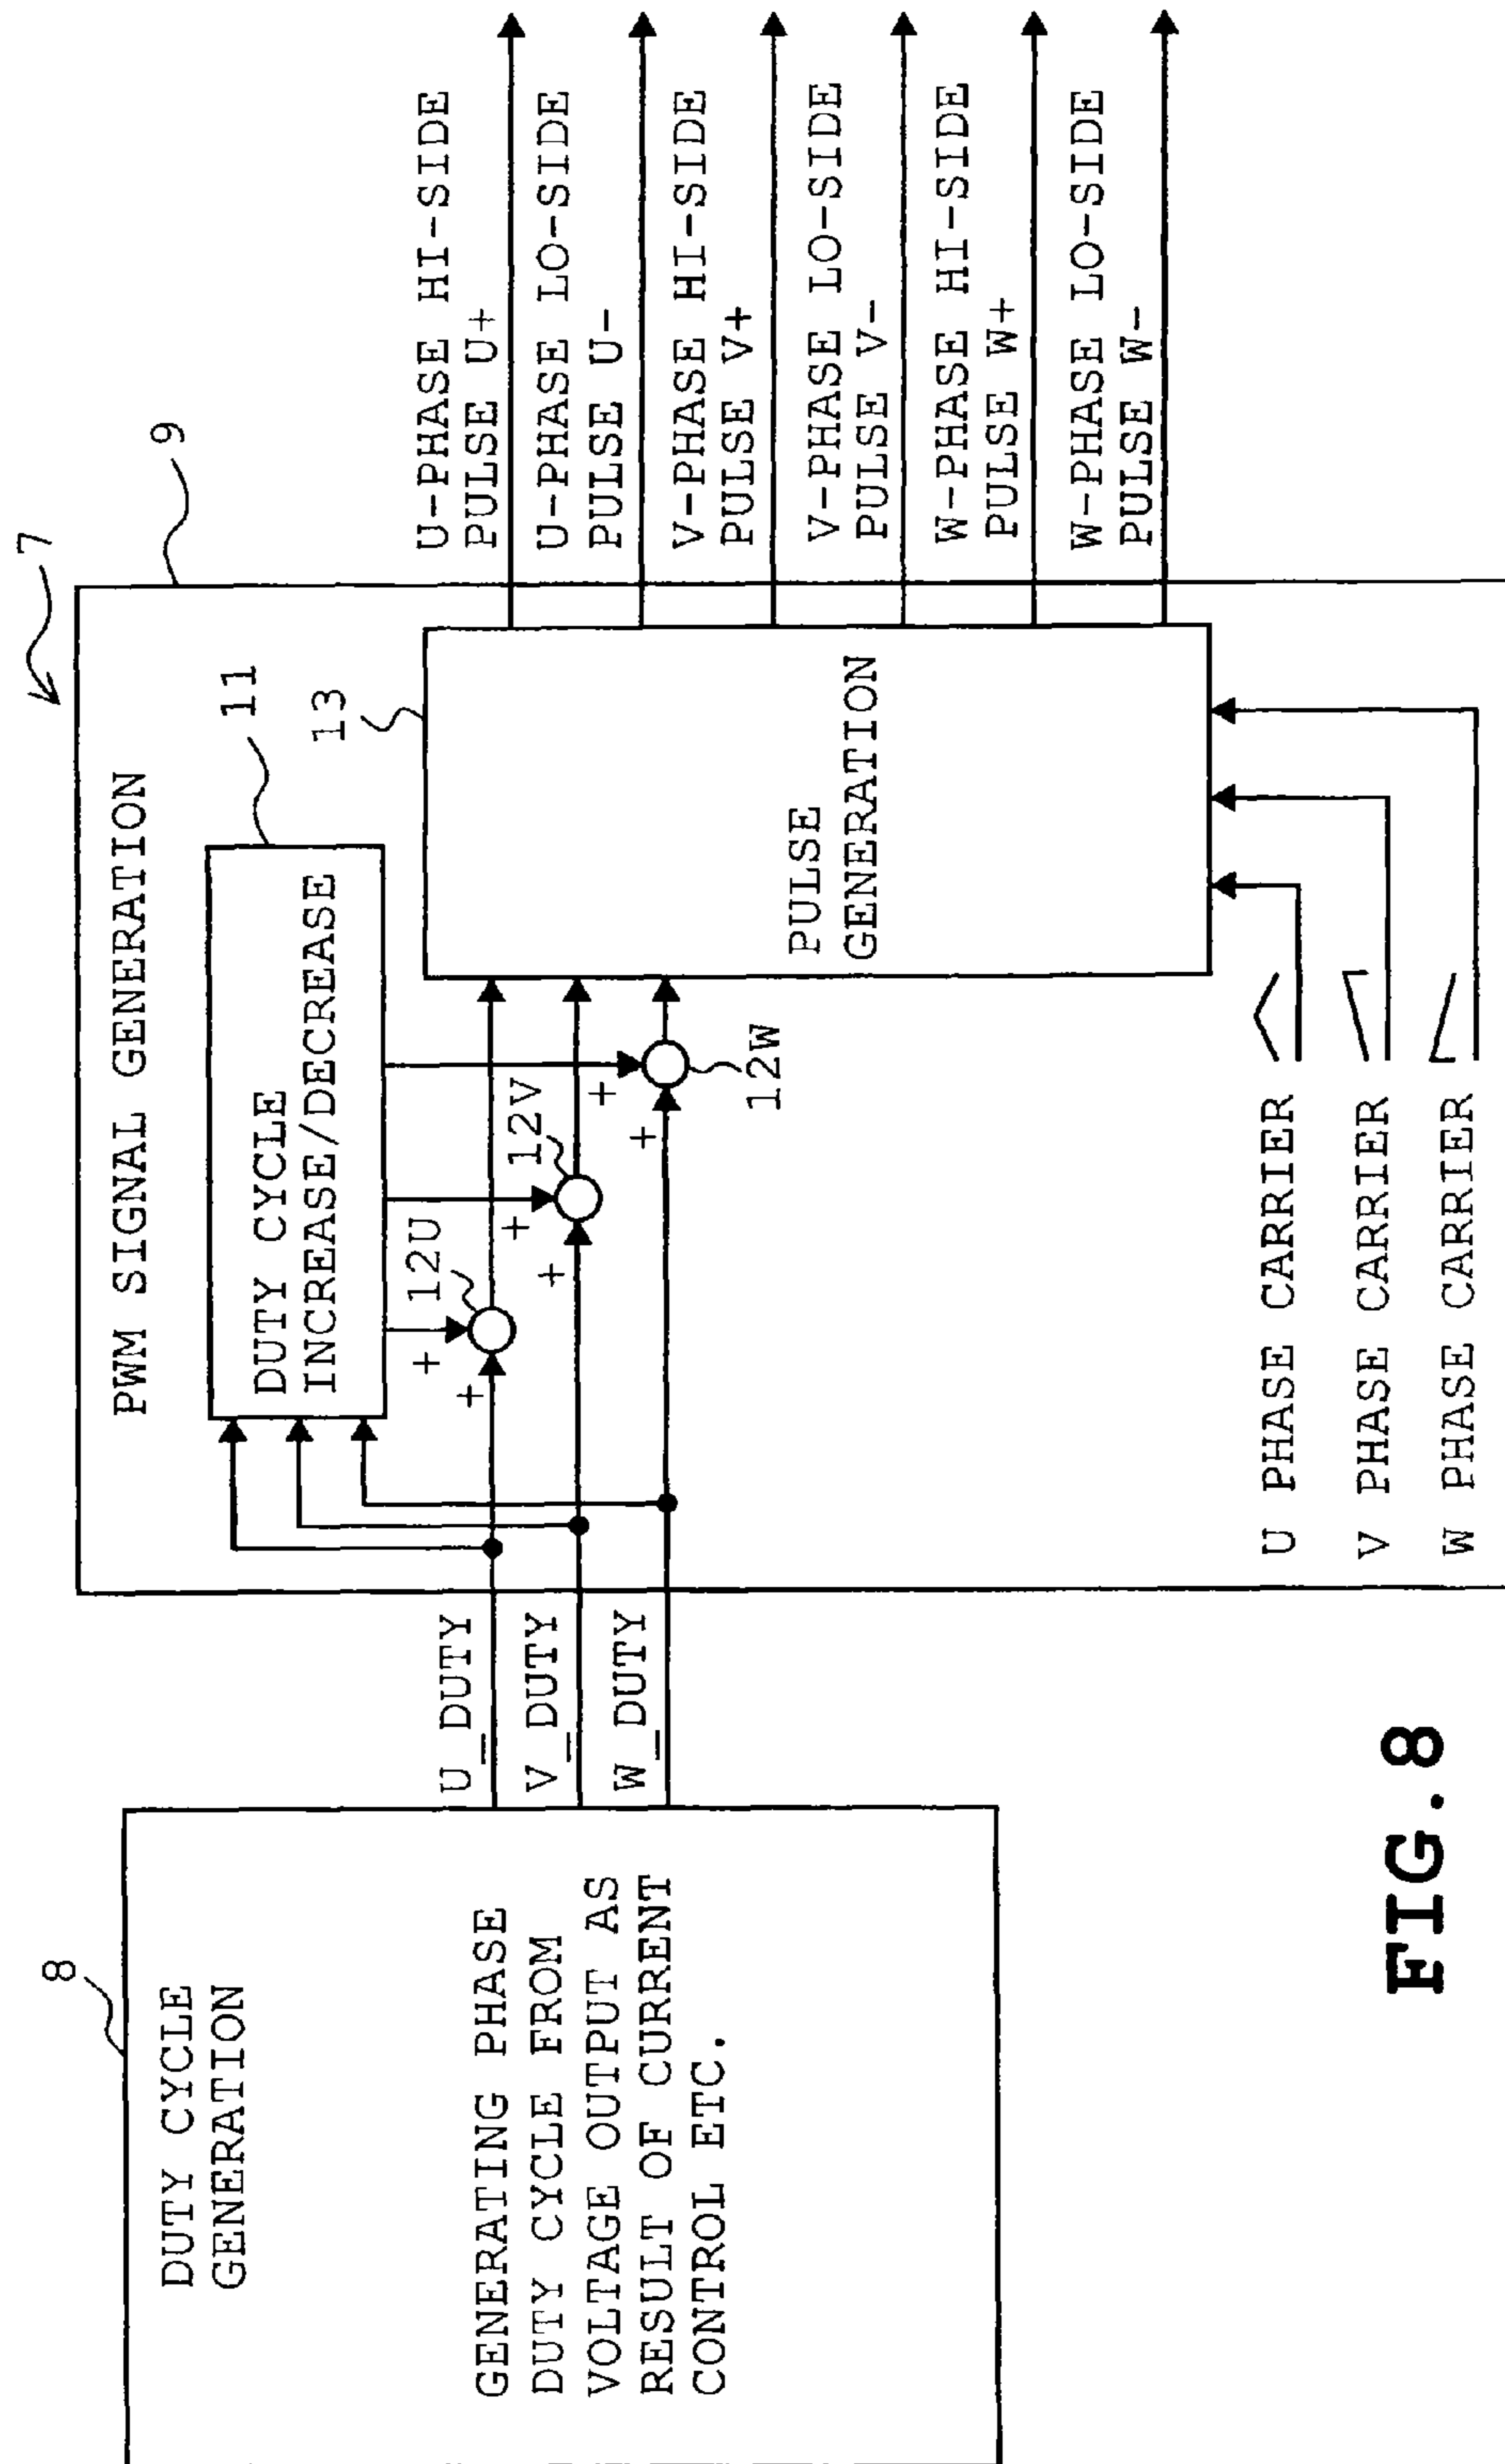 7
8
DUTY CYCLE
GENERATION
GENERATING PHASE
DUTY CYCLE FROM
VOLTAGE OUTPUT AS
RESULT OF CURRENT
CONTROL ETC.
U_DUTY
V_DUTY
W_DUTY
9
PWM SIGNAL GENERATION
11
DUTY CYCLE
INCREASE/DECREASE
12U
+
+
12V
+
+
12W
+
+
13
PULSE
GENERATION
U PHASE CARRIER
V PHASE CARRIER
W PHASE CARRIER
U-PHASE HI-SIDE
PULSE U+
U-PHASE LO-SIDE
PULSE U-
V-PHASE HI-SIDE
PULSE V+
V-PHASE LO-SIDE
PULSE V-
W-PHASE HI-SIDE
PULSE W+
W-PHASE LO-SIDE
PULSE W-
FIG.8